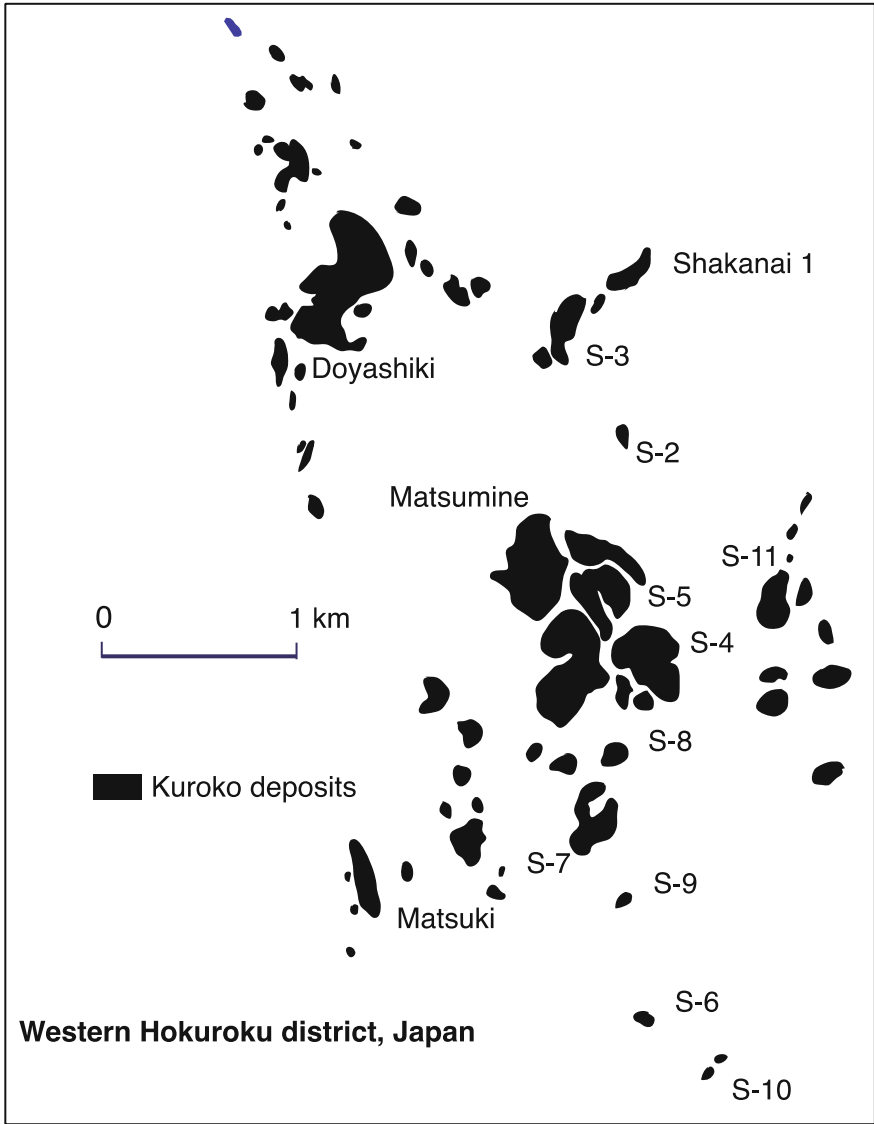 Shakanai 1
S-3
Doyashiki
S-2
Matsumine
S-11
S-5
0 1 km
S-4
S-8
Kuroko deposits
S-7
S-9
Matsuki
S-6
Western Hokuroku district, Japan
S-10